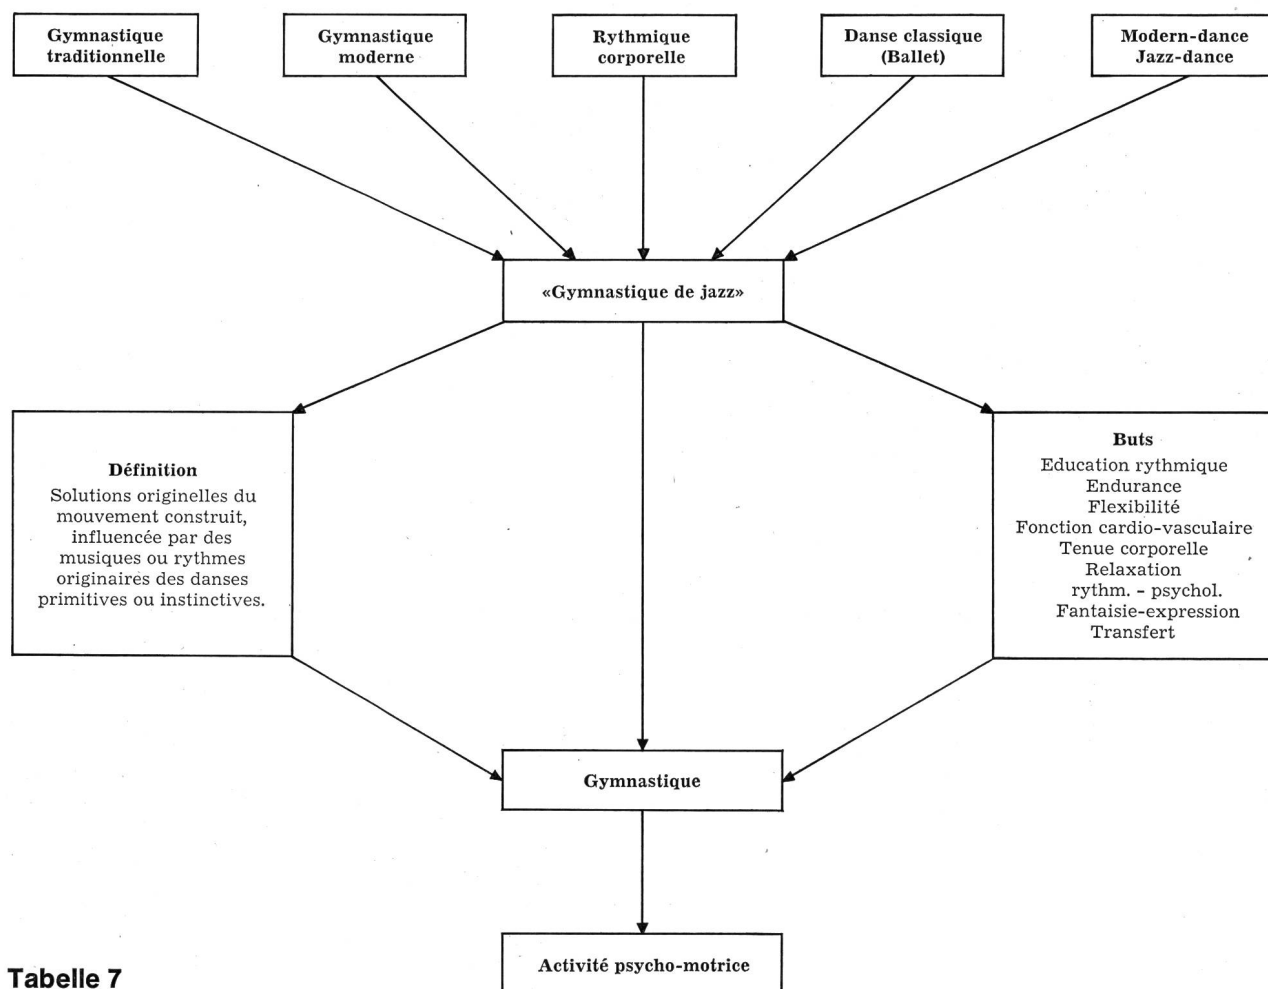 Gymnastique
traditionnelle
Gymnastique
moderne
Rythmique
corporelle
Danse classique
(Ballet)
Modern-dance
Jazz-dance
«Gymnastique de jazz»
Définition
Solutions originelles du
mouvement construit,
influencée par des
musiques ou rythmes
originaires des danses
primitives ou instinctives.
Buts
Education rythmique
Endurance
Flexibilité
Fonction cardio-vasculaire
Tenue corporelle
Relaxation
rythm. - psychol.
Fantaisie-expression
Transfert
Gymnastique
Activité psycho-motrice
Tabelle 7